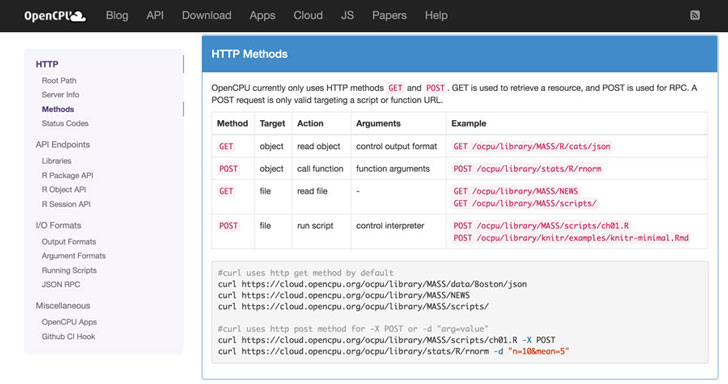 OpenCPU Blog API Download Apps Cloud JS Papers Help
HTTP
Root Path
Server Info
Methods
Status Codes
API Endpoints
Libraries
R Package API
R Object API
R Session API
I/O Formats
Output Formats
Argument Formats
Running Scripts
JSON RPC
Miscellaneous
OpenCPU Apps
Github CI Hook
HTTP Methods
OpenCPU currently only uses HTTP methods GET and POST . GET is used to retrieve a resource, and POST is used for RPC. A
POST request is only valid targeting a script or function URL.
Method Target Action Arguments Example
GET object read object control output format GET /ocpu/library/MASS/R/cats/json
POST object call function function arguments POST /ocpu/library/stats/R/rnorm
GET file read file - GET /ocpu/library/MASS/NEWS
GET /ocpu/library/MASS/scripts/
POST file run script control interpreter POST /ocpu/library/MASS/scripts/ch01.R
POST /ocpu/library/knitr/examples/knitr-minimal.Rmd
#curl uses http get method by default
curl https://cloud.opencpu.org/ocpu/library/MASS/data/Boston/json
curl https://cloud.opencpu.org/ocpu/library/MASS/NEWS
curl https://cloud.opencpu.org/ocpu/library/MASS/scripts/
#curl uses http post method for -X POST or -d "arg=value"
curl https://cloud.opencpu.org/ocpu/library/MASS/scripts/ch01.R -X POST
curl https://cloud.opencpu.org/ocpu/library/stats/R/rnorm -d "n=10&mean=5"